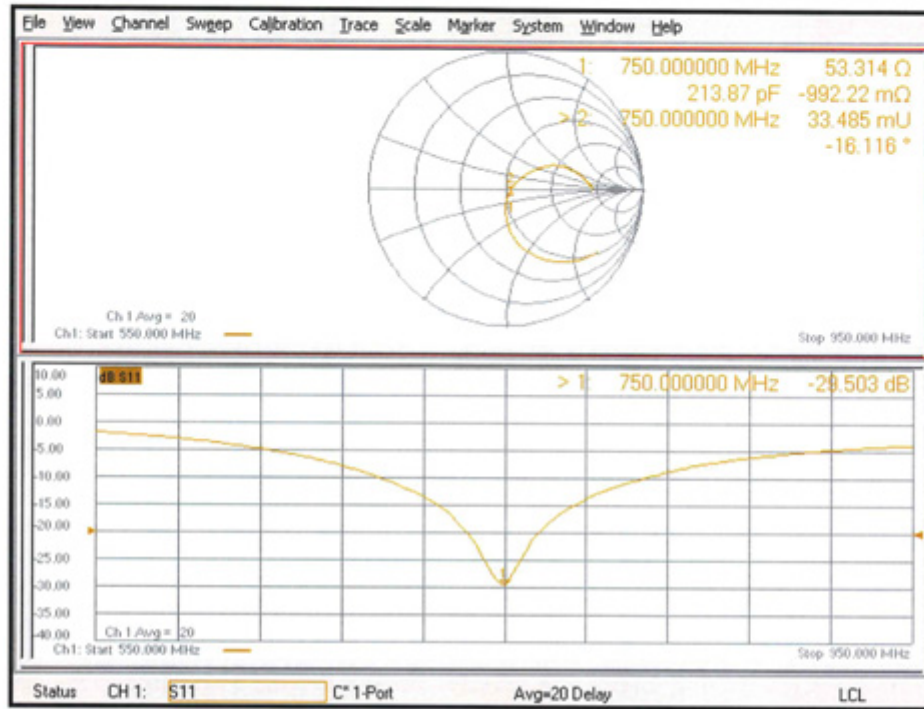 File View Channel Sweep Calibration Trace Scale Marker System Window Help
1: 750.000000 MHz 53.314 Ω
213.87 pF -992.22 mΩ
> 2: 750.000000 MHz 33.485 mU
-16.116 °
Ch 1 Avg = 20
Ch1: Start 550.000 MHz
Stop 950.000 MHz
10.00
dB S11
> 1: 750.000000 MHz -29.503 dB
5.00
0.00
-5.00
-10.00
-15.00
-20.00
-25.00
1
-30.00
-35.00
-40.00
Ch 1 Avg = 20
Ch1: Start 550.000 MHz
Stop 950.000 MHz
Status CH 1: S11 C* 1-Port Avg=20 Delay LCL